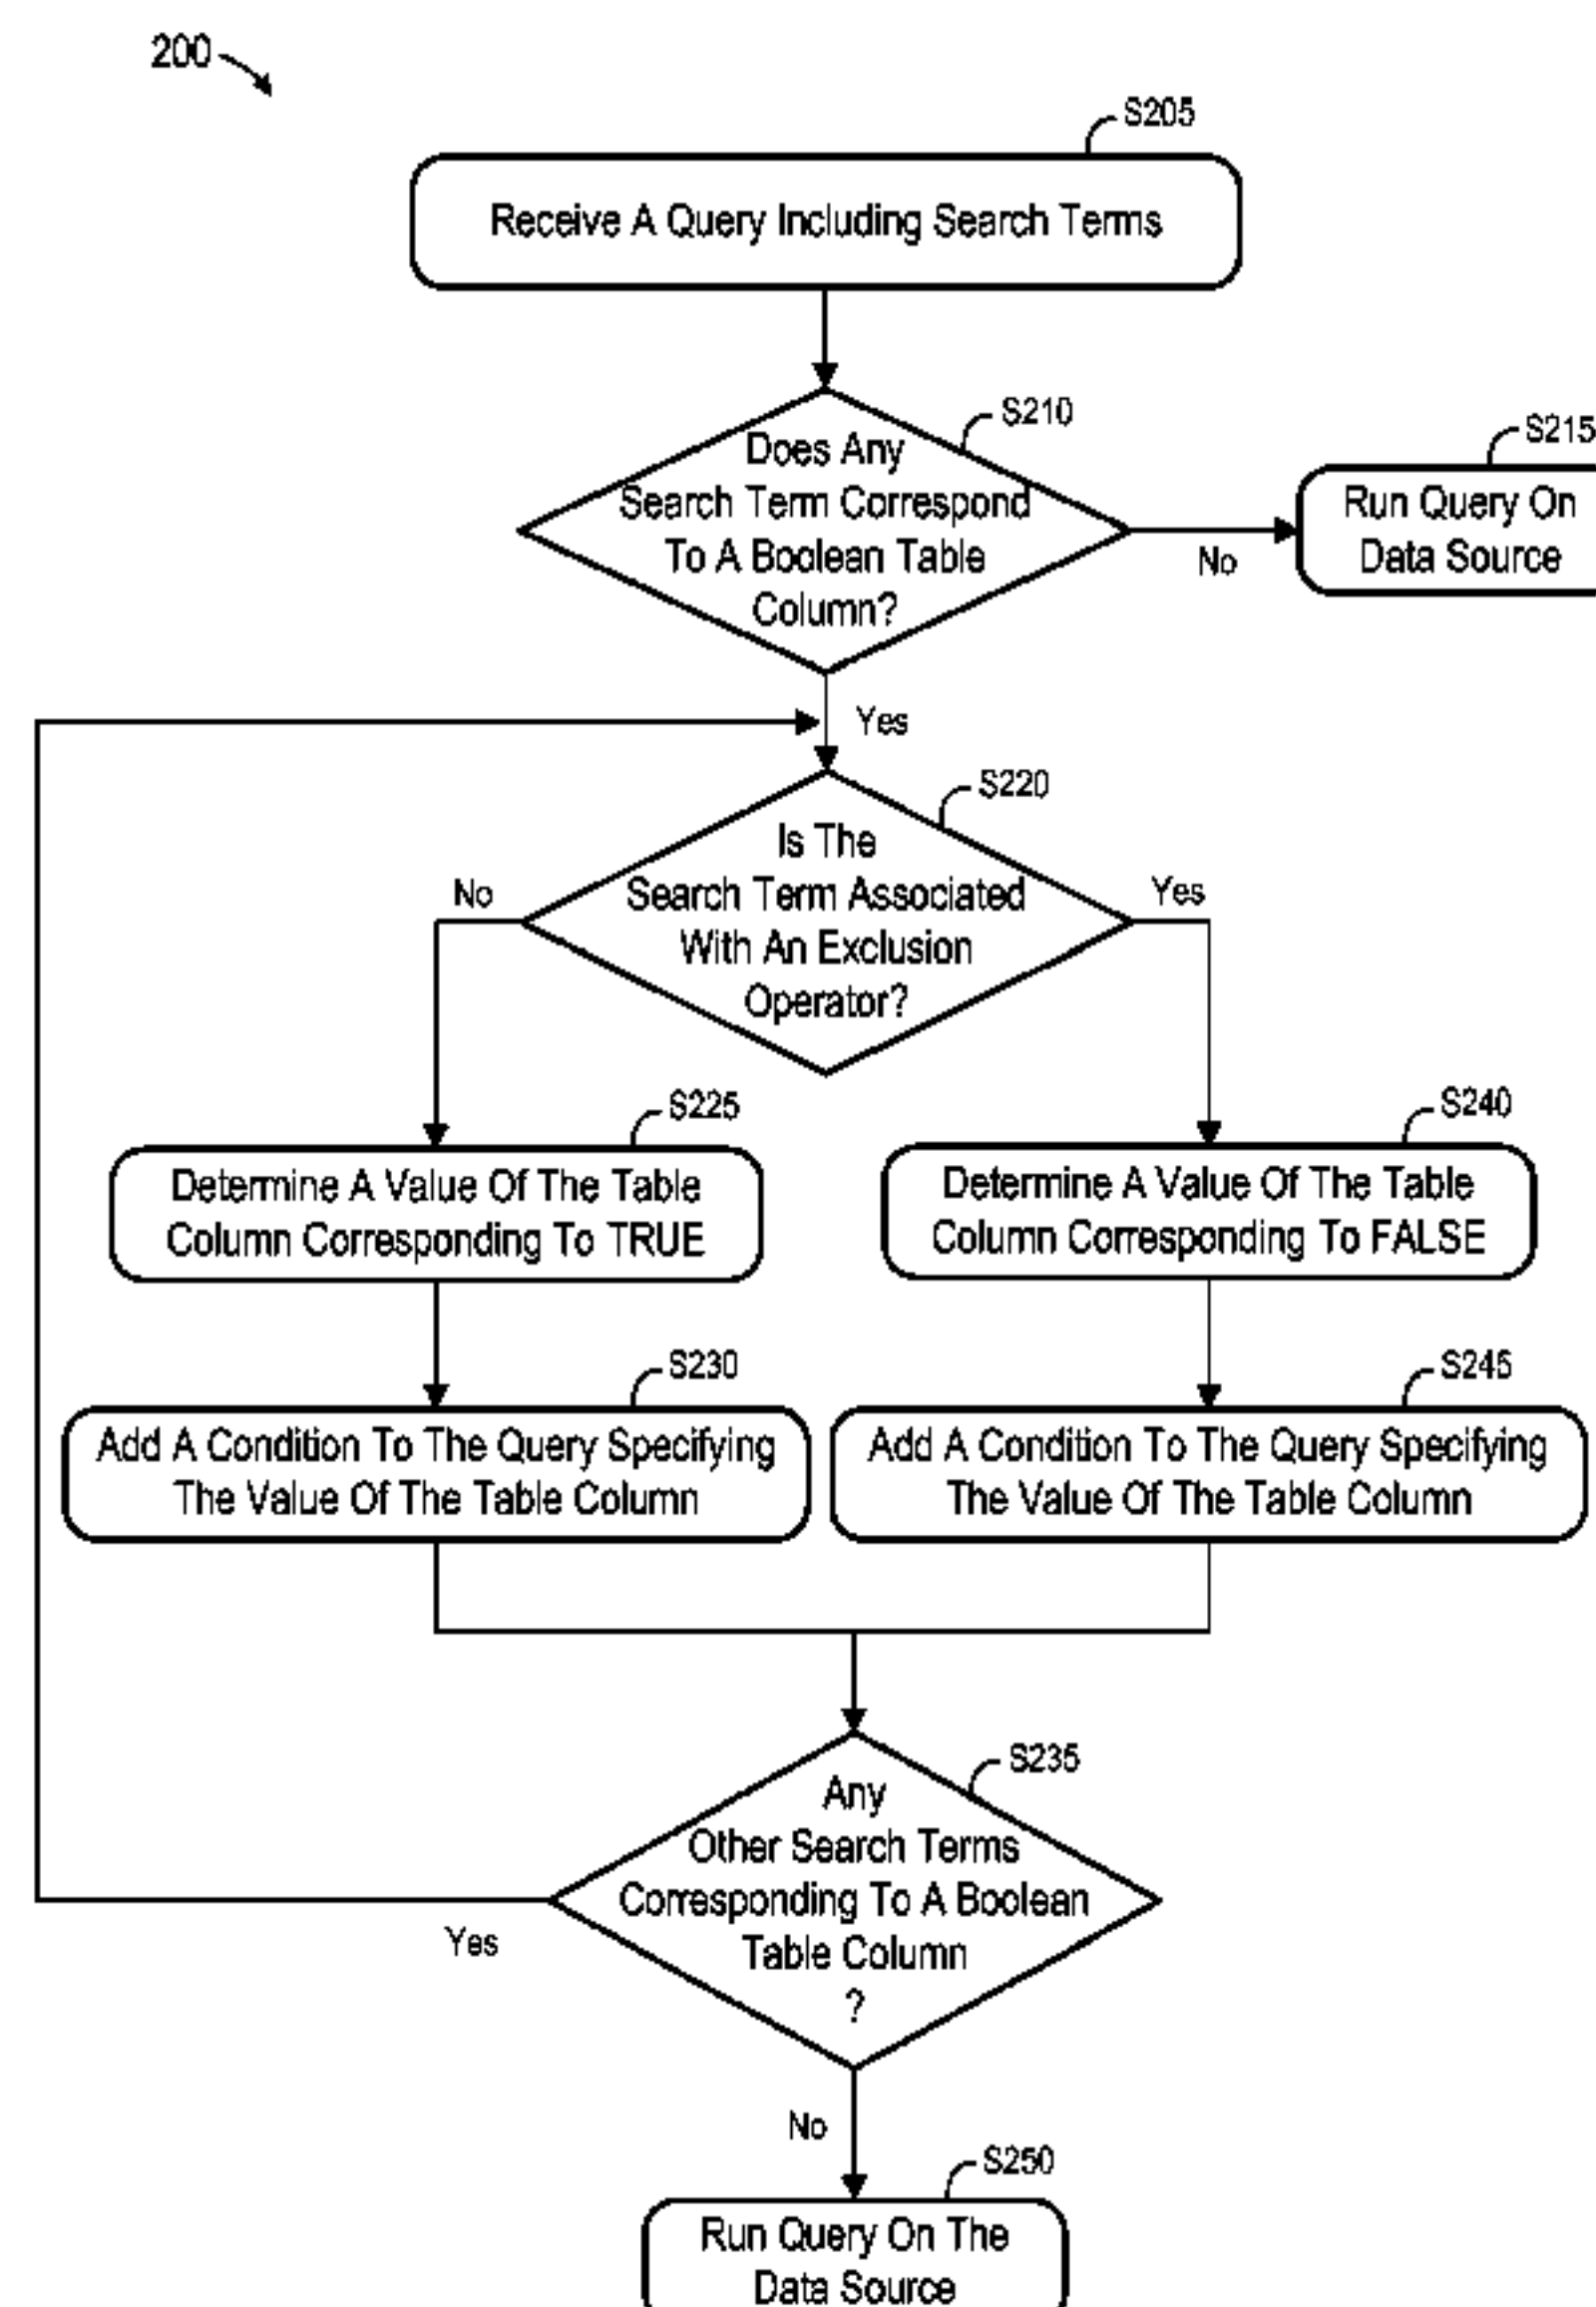 200
S205
Receive A Query Including Search Terms
S210
Does Any
Search Term Correspond
To A Boolean Table
Column?
No
S215
Run Query On
Data Source
Yes
S220
Is The
Search Term Associated
With An Exclusion
Operator?
No
Yes
S225
Determine A Value Of The Table
Column Corresponding To TRUE
S240
Determine A Value Of The Table
Column Corresponding To FALSE
S230
Add A Condition To The Query Specifying
The Value Of The Table Column
S245
Add A Condition To The Query Specifying
The Value Of The Table Column
S235
Any
Other Search Terms
Corresponding To A Boolean
Table Column
?
Yes
No
S250
Run Query On The
Data Source